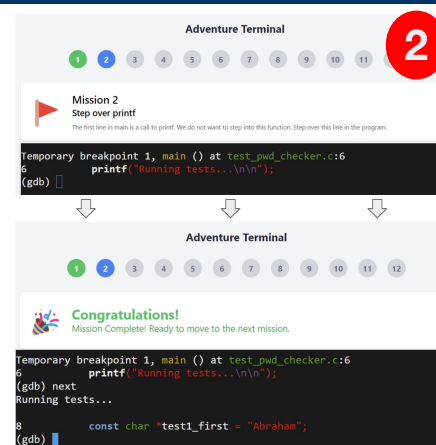 Adventure Terminal
2
1 2 3 4 5 6 7 8 9 10 11
Mission 2
Step over printf
The first line in main is a call to printf. We do not want to step into this function. Step over this line in the program.
Temporary breakpoint 1, main () at test_pwd_checker.c:6
6 printf("Running tests...\n\n");
(gdb)
Adventure Terminal
1 2 3 4 5 6 7 8 9 10 11 12
Congratulations!
Mission Complete! Ready to move to the next mission.
Temporary breakpoint 1, main () at test_pwd_checker.c:6
6 printf("Running tests...\n\n");
(gdb) next
Running tests...
8 const char *test1_first = "Abraham";
(gdb)